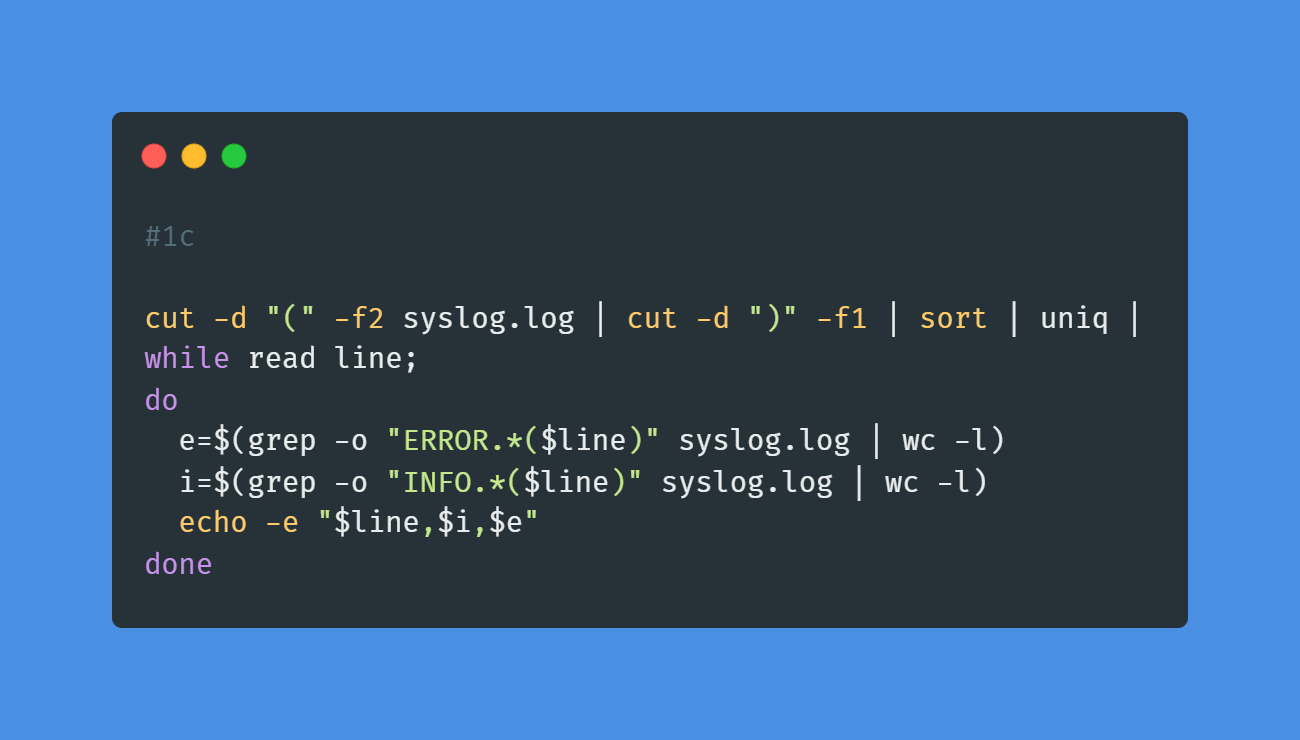 #1c
cut -d "(" -f2 syslog.log | cut -d ")" -f1 | sort | uniq |
while read line;
do
  e=$(grep -o "ERROR.*($line)" syslog.log | wc -l)
  i=$(grep -o "INFO.*($line)" syslog.log | wc -l)
  echo -e "$line,$i,$e"
done